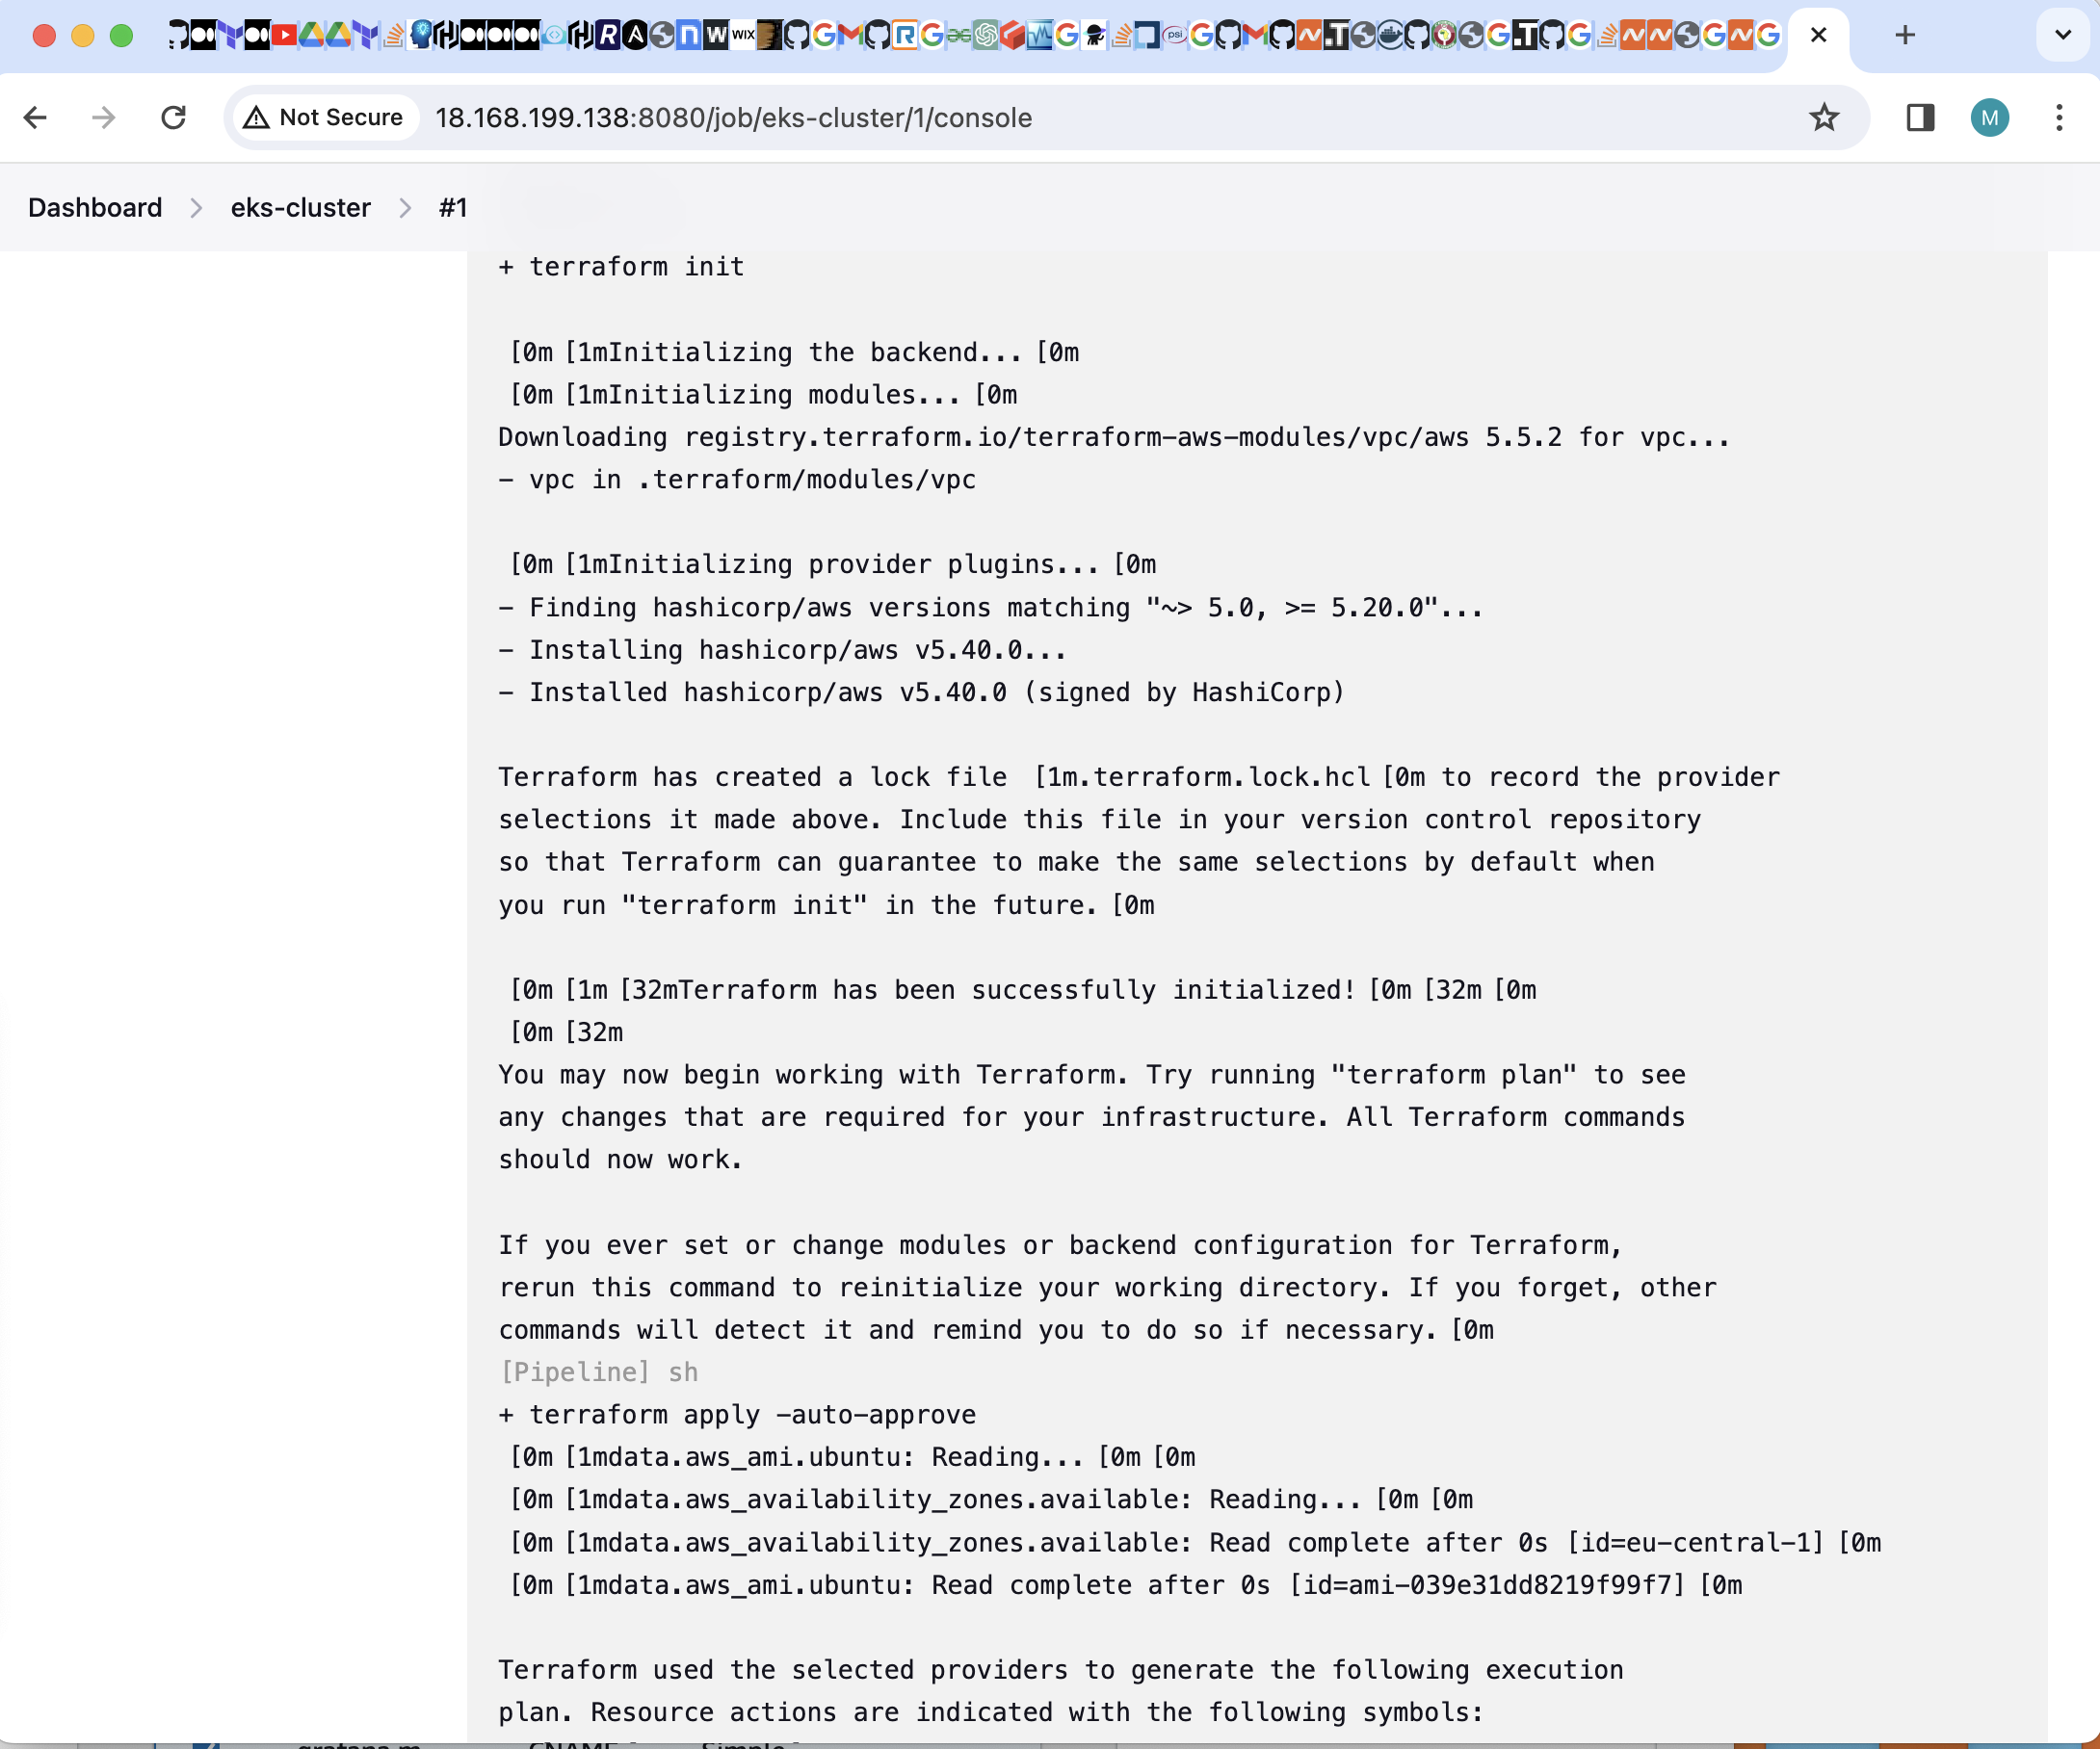 Not Secure 18.168.199.138:8080/job/eks-cluster/1/console M
Dashboard > eks-cluster > #1
+ terraform init
[0m [1mInitializing the backend... [0m
[0m [1mInitializing modules... [0m
Downloading registry.terraform.io/terraform-aws-modules/vpc/aws 5.5.2 for vpc...
- vpc in .terraform/modules/vpc
[0m [1mInitializing provider plugins... [0m
- Finding hashicorp/aws versions matching "~> 5.0, >= 5.20.0"...
- Installing hashicorp/aws v5.40.0...
- Installed hashicorp/aws v5.40.0 (signed by HashiCorp)
Terraform has created a lock file [1m.terraform.lock.hcl [0m to record the provider
selections it made above. Include this file in your version control repository
so that Terraform can guarantee to make the same selections by default when
you run "terraform init" in the future. [0m
[0m [1m [32mTerraform has been successfully initialized! [0m [32m [0m
[0m [32m
You may now begin working with Terraform. Try running "terraform plan" to see
any changes that are required for your infrastructure. All Terraform commands
should now work.
If you ever set or change modules or backend configuration for Terraform,
rerun this command to reinitialize your working directory. If you forget, other
commands will detect it and remind you to do so if necessary. [0m
[Pipeline] sh
+ terraform apply -auto-approve
[0m [1mdata.aws_ami.ubuntu: Reading... [0m [0m
[0m [1mdata.aws_availability_zones.available: Reading... [0m [0m
[0m [1mdata.aws_availability_zones.available: Read complete after 0s [id=eu-central-1] [0m
[0m [1mdata.aws_ami.ubuntu: Read complete after 0s [id=ami-039e31dd8219f99f7] [0m
Terraform used the selected providers to generate the following execution
plan. Resource actions are indicated with the following symbols: